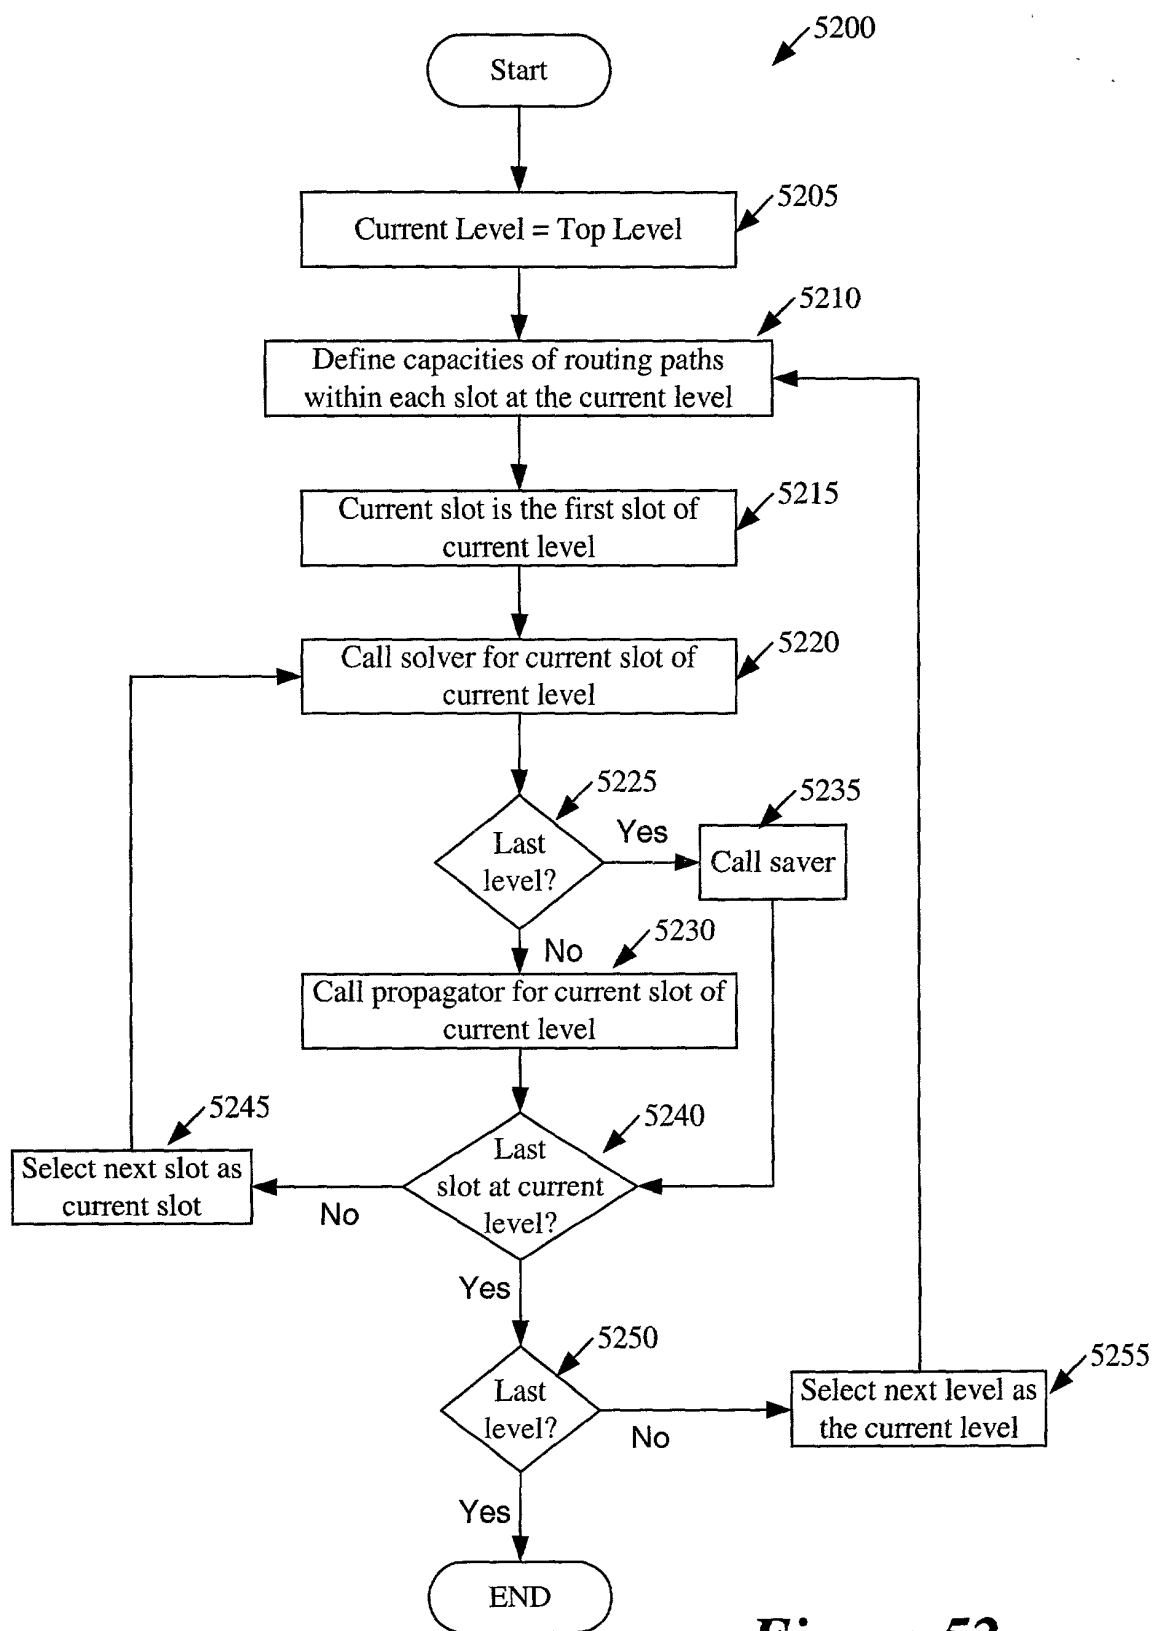 5200
Start
5205
Current Level = Top Level
5210
Define capacities of routing paths
within each slot at the current level
5215
Current slot is the first slot of
current level
5220
Call solver for current slot of
current level
5225
Last
level?
Yes
5235
Call saver
No
5230
Call propagator for current slot of
current level
5245
Select next slot as
current slot
No
5240
Last
slot at current
level?
Yes
5250
Last
level?
No
5255
Select next level as
the current level
Yes
END
Figure 52